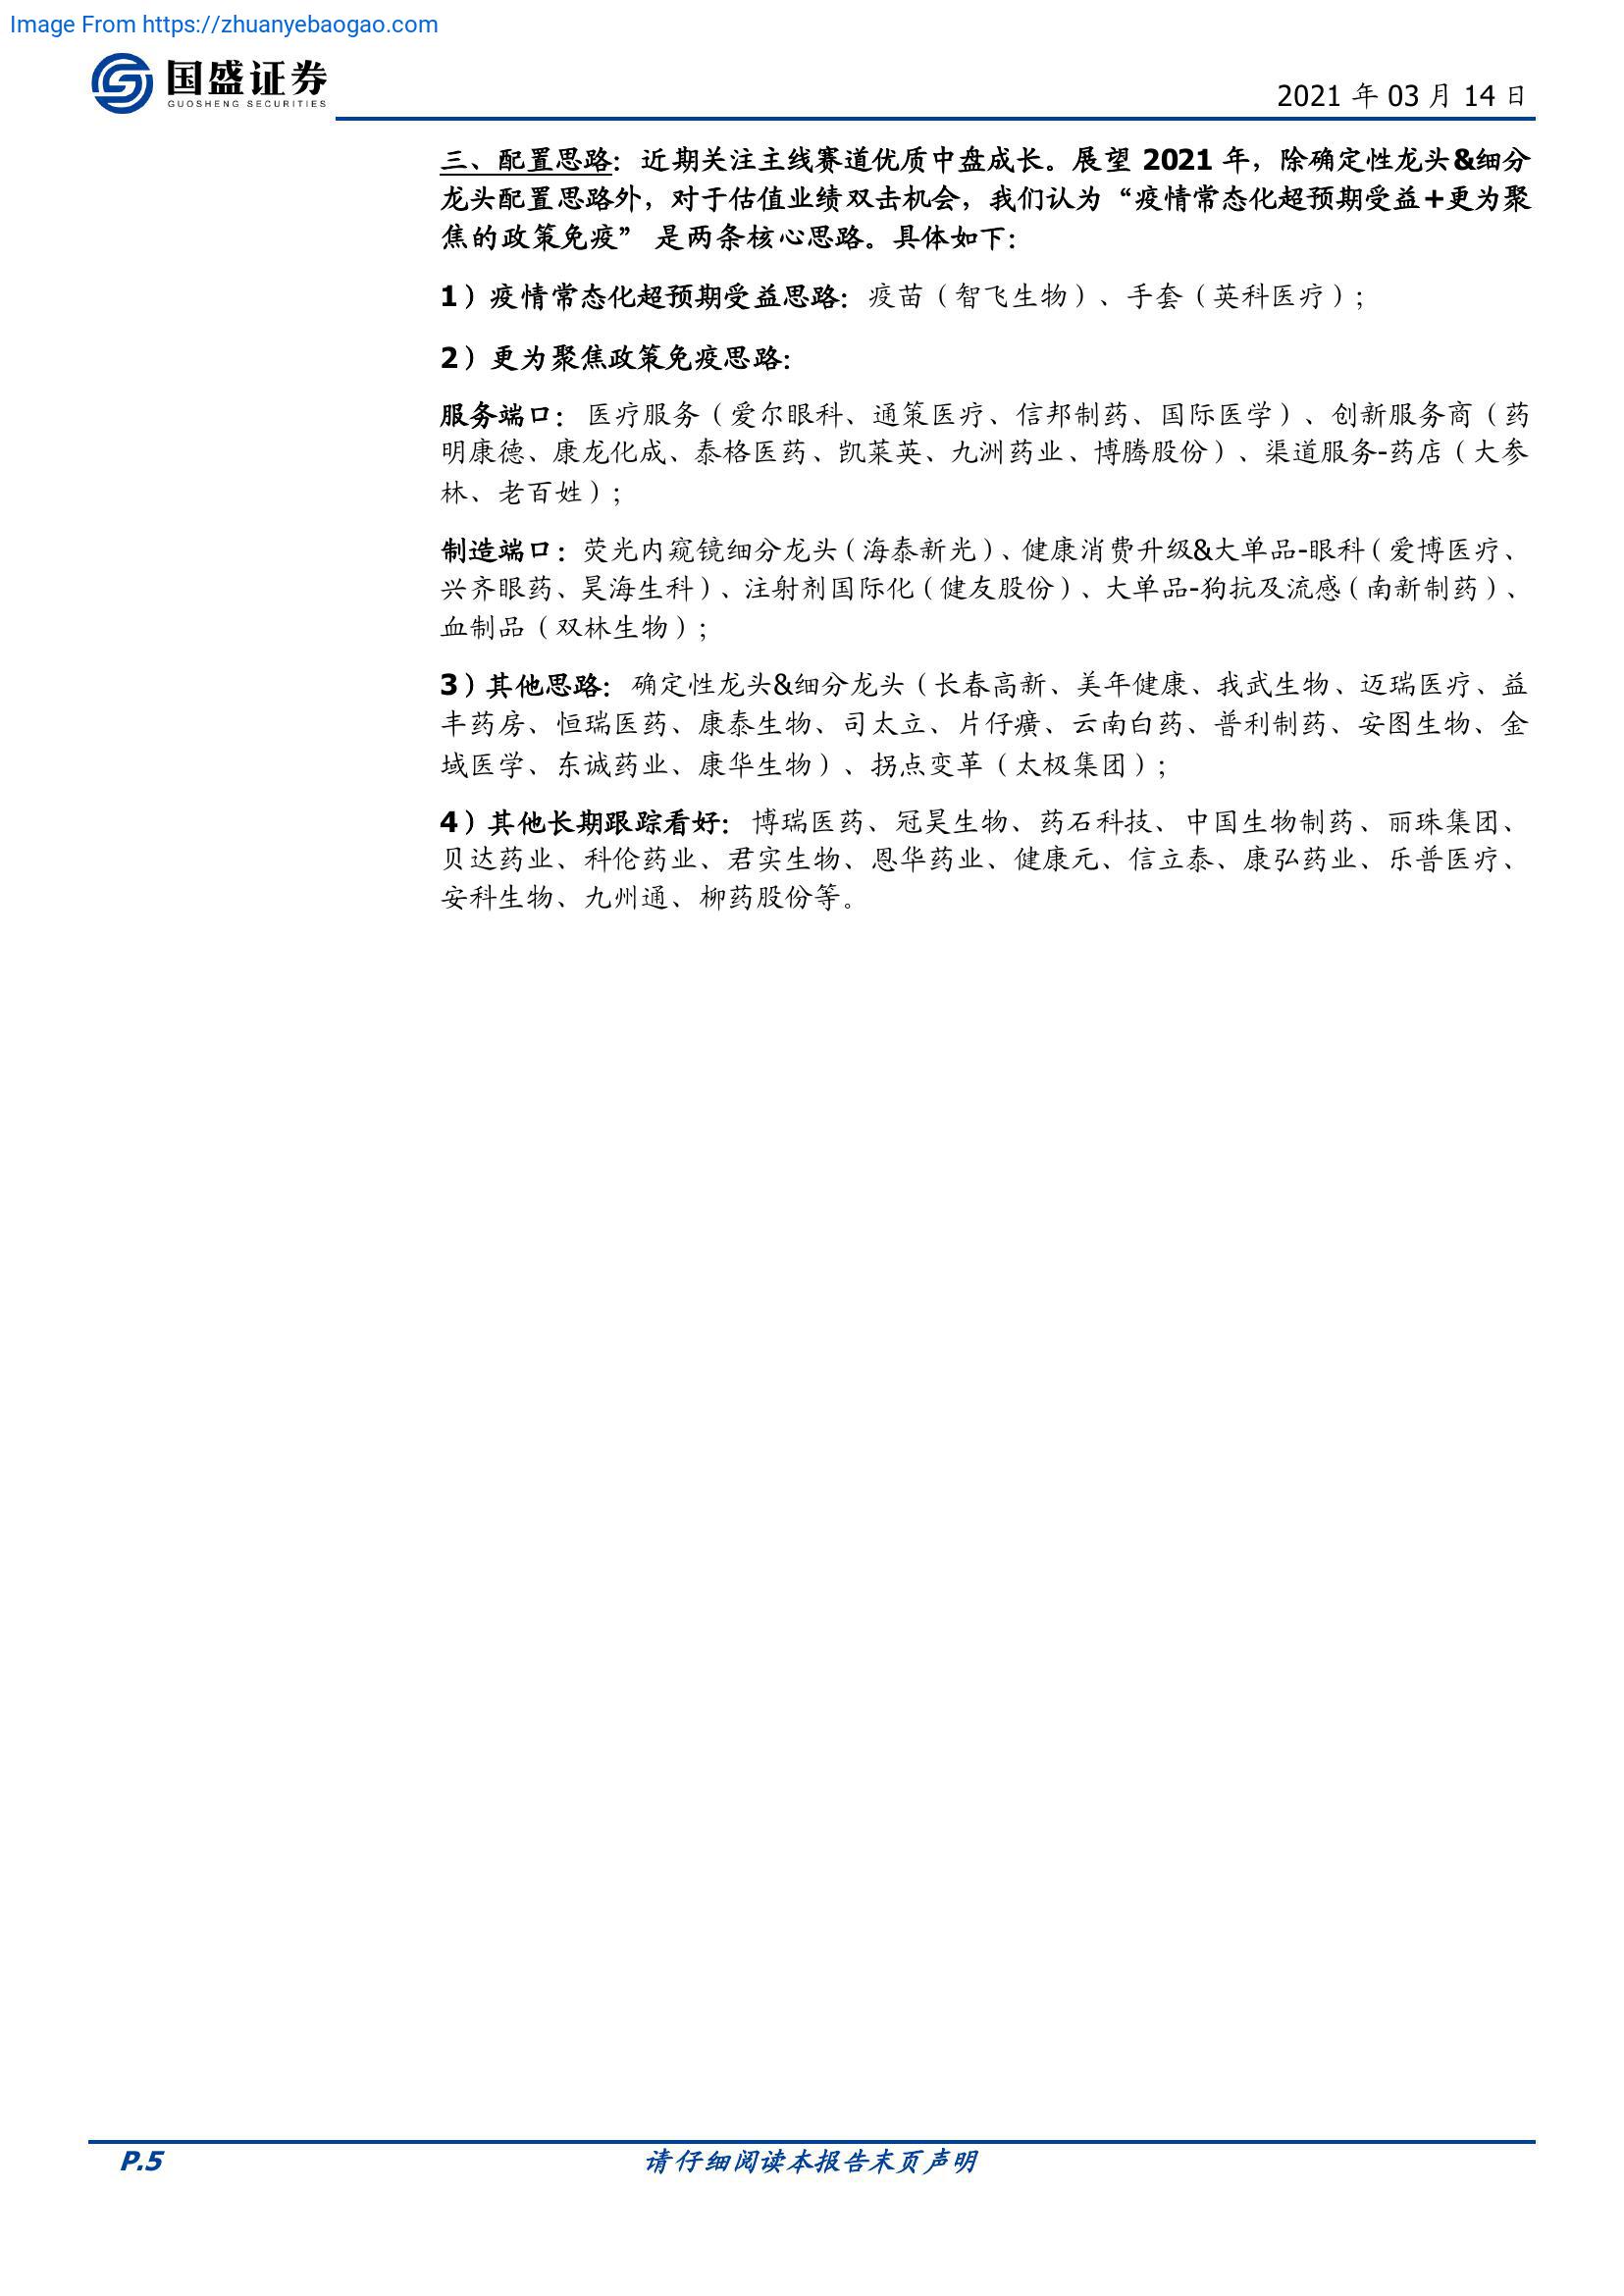 Image From https://zhuanyebaogao.com
国盛证券
GUOSHENG SECURITIES
2021 年 03 月 14 日
三、配置思路：近期关注主线赛道优质中盘成长。展望 2021 年，除确定性龙头&细分
龙头配置思路外，对于估值业绩双击机会，我们认为“疫情常态化超预期受益+更为聚
焦的政策免疫” 是两条核心思路。具体如下：
1）疫情常态化超预期受益思路：疫苗（智飞生物）、手套（英科医疗）；
2）更为聚焦政策免疫思路：
服务端口： 医疗服务（爱尔眼科、通策医疗、信邦制药、国际医学）、创新服务商（药
明康德、康龙化成、泰格医药、凯莱英、九洲药业、博腾股份）、渠道服务-药店（大参
林、老百姓）；
制造端口：荧光内窥镜细分龙头（海泰新光）、健康消费升级&大单品-眼科（爱博医疗、
兴齐眼药、昊海生科）、注射剂国际化（健友股份）、大单品-狗抗及流感（南新制药）、
血制品（双林生物）；
3）其他思路：确定性龙头&细分龙头（长春高新、美年健康、我武生物、迈瑞医疗、益
丰药房、恒瑞医药、康泰生物、司太立、片仔癀、云南白药、普利制药、安图生物、金
域医学、东诚药业、康华生物）、拐点变革（太极集团）；
4）其他长期跟踪看好：博瑞医药、冠昊生物、药石科技、中国生物制药、丽珠集团、
贝达药业、科伦药业、君实生物、恩华药业、健康元、信立泰、康弘药业、乐普医疗、
安科生物、九州通、柳药股份等。
P.5
请仔细阅读本报告末页声明